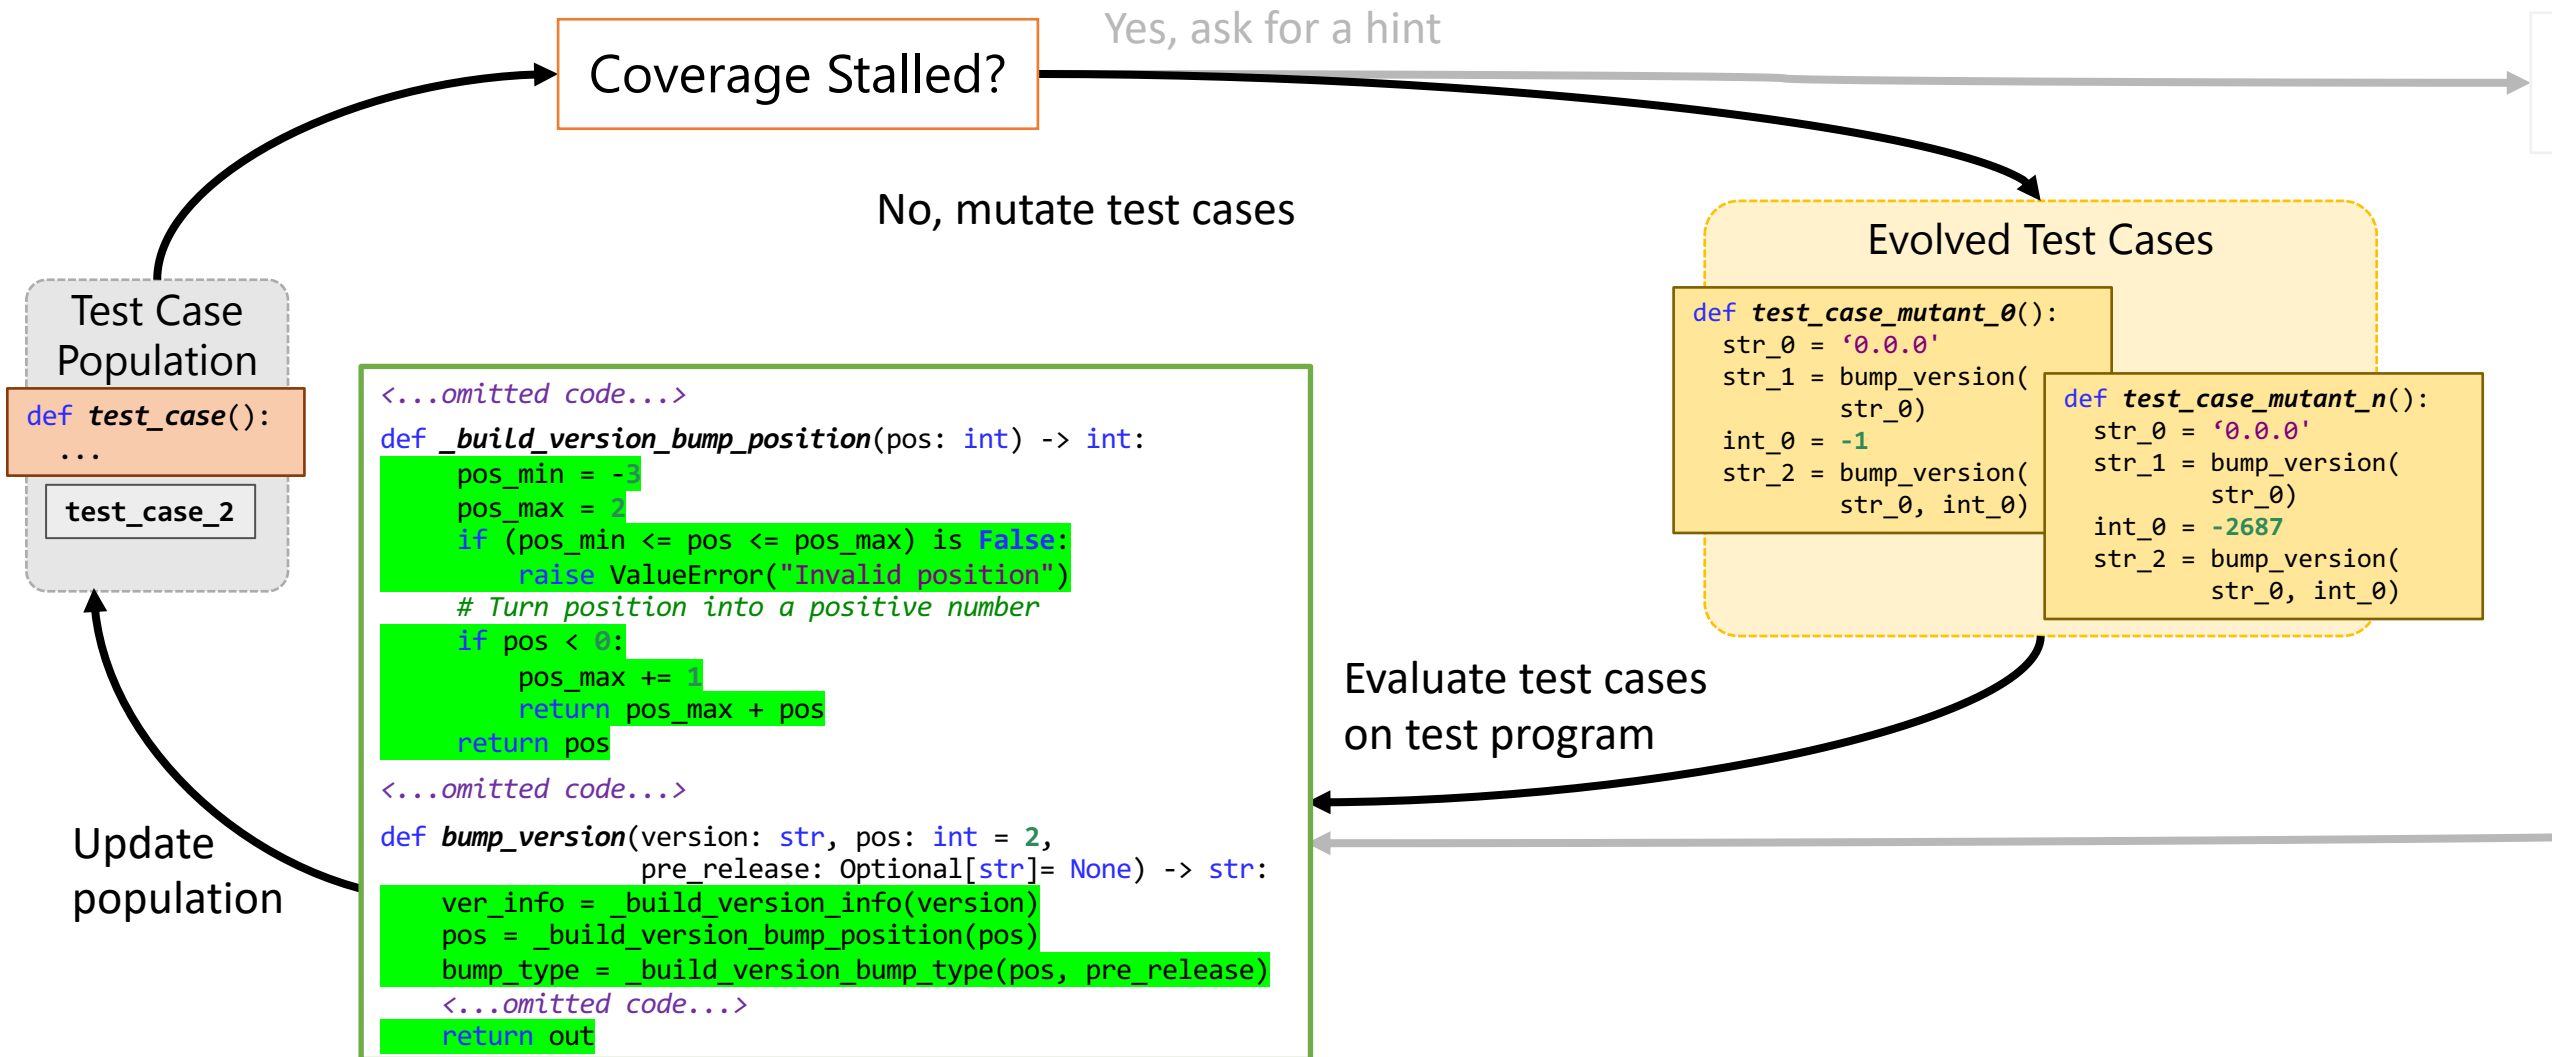 Yes, ask for a hint
Coverage Stalled?
No, mutate test cases
Test Case
Population
def test_case():
...
test_case_2
Evolved Test Cases
def test_case_mutant_0():
str_0 = ‘0.0.0'
str_1 = bump_version(
str_0)
int_0 = -1
str_2 = bump_version(
str_0, int_0)
def test_case_mutant_n():
str_0 = ‘0.0.0'
str_1 = bump_version(
str_0)
int_0 = -2687
str_2 = bump_version(
str_0, int_0)
Evaluate test cases
on test program
<...omitted code...>
def _build_version_bump_position(pos: int) -> int:
pos_min = -3
pos_max = 2
if (pos_min <= pos <= pos_max) is False:
raise ValueError("Invalid position")
# Turn position into a positive number
if pos < 0:
pos_max += 1
return pos_max + pos
return pos
<...omitted code...>
def bump_version(version: str, pos: int = 2,
pre_release: Optional[str]= None) -> str:
ver_info = _build_version_info(version)
pos = _build_version_bump_position(pos)
bump_type = _build_version_bump_type(pos, pre_release)
<...omitted code...>
return out
Update
population